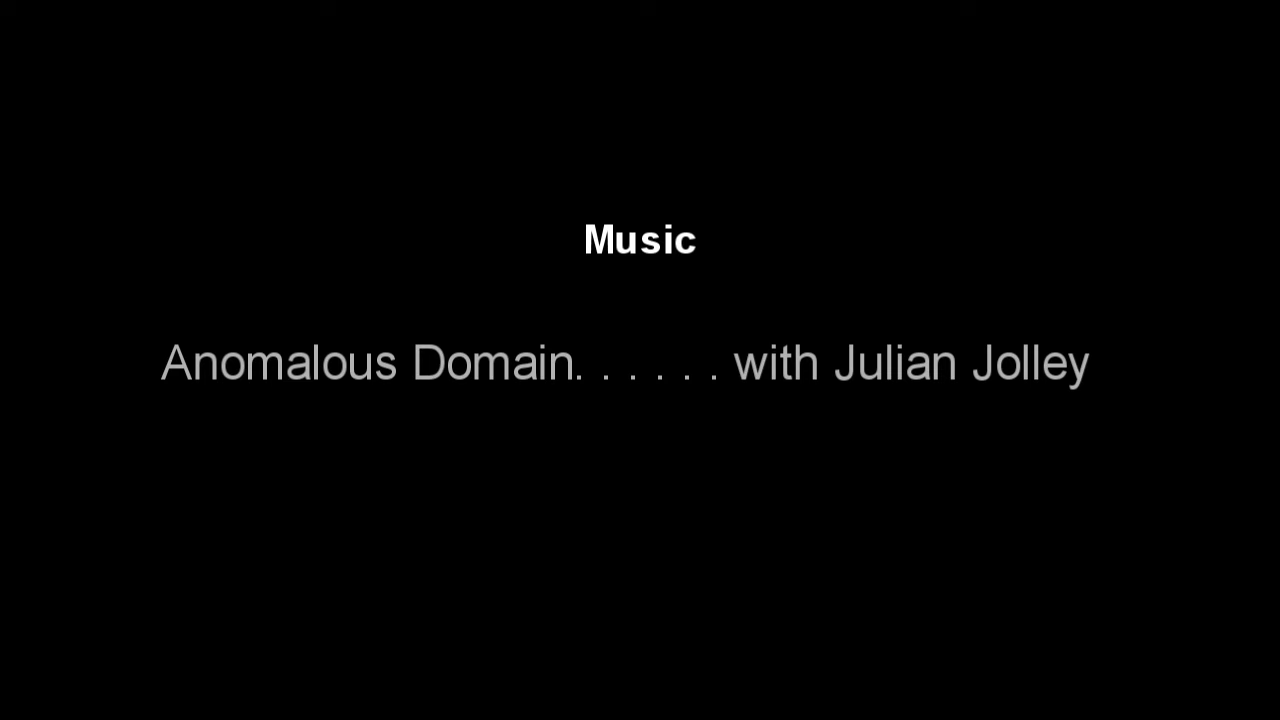 Music
Anomalous Domain. . . . . . with Julian Jolley